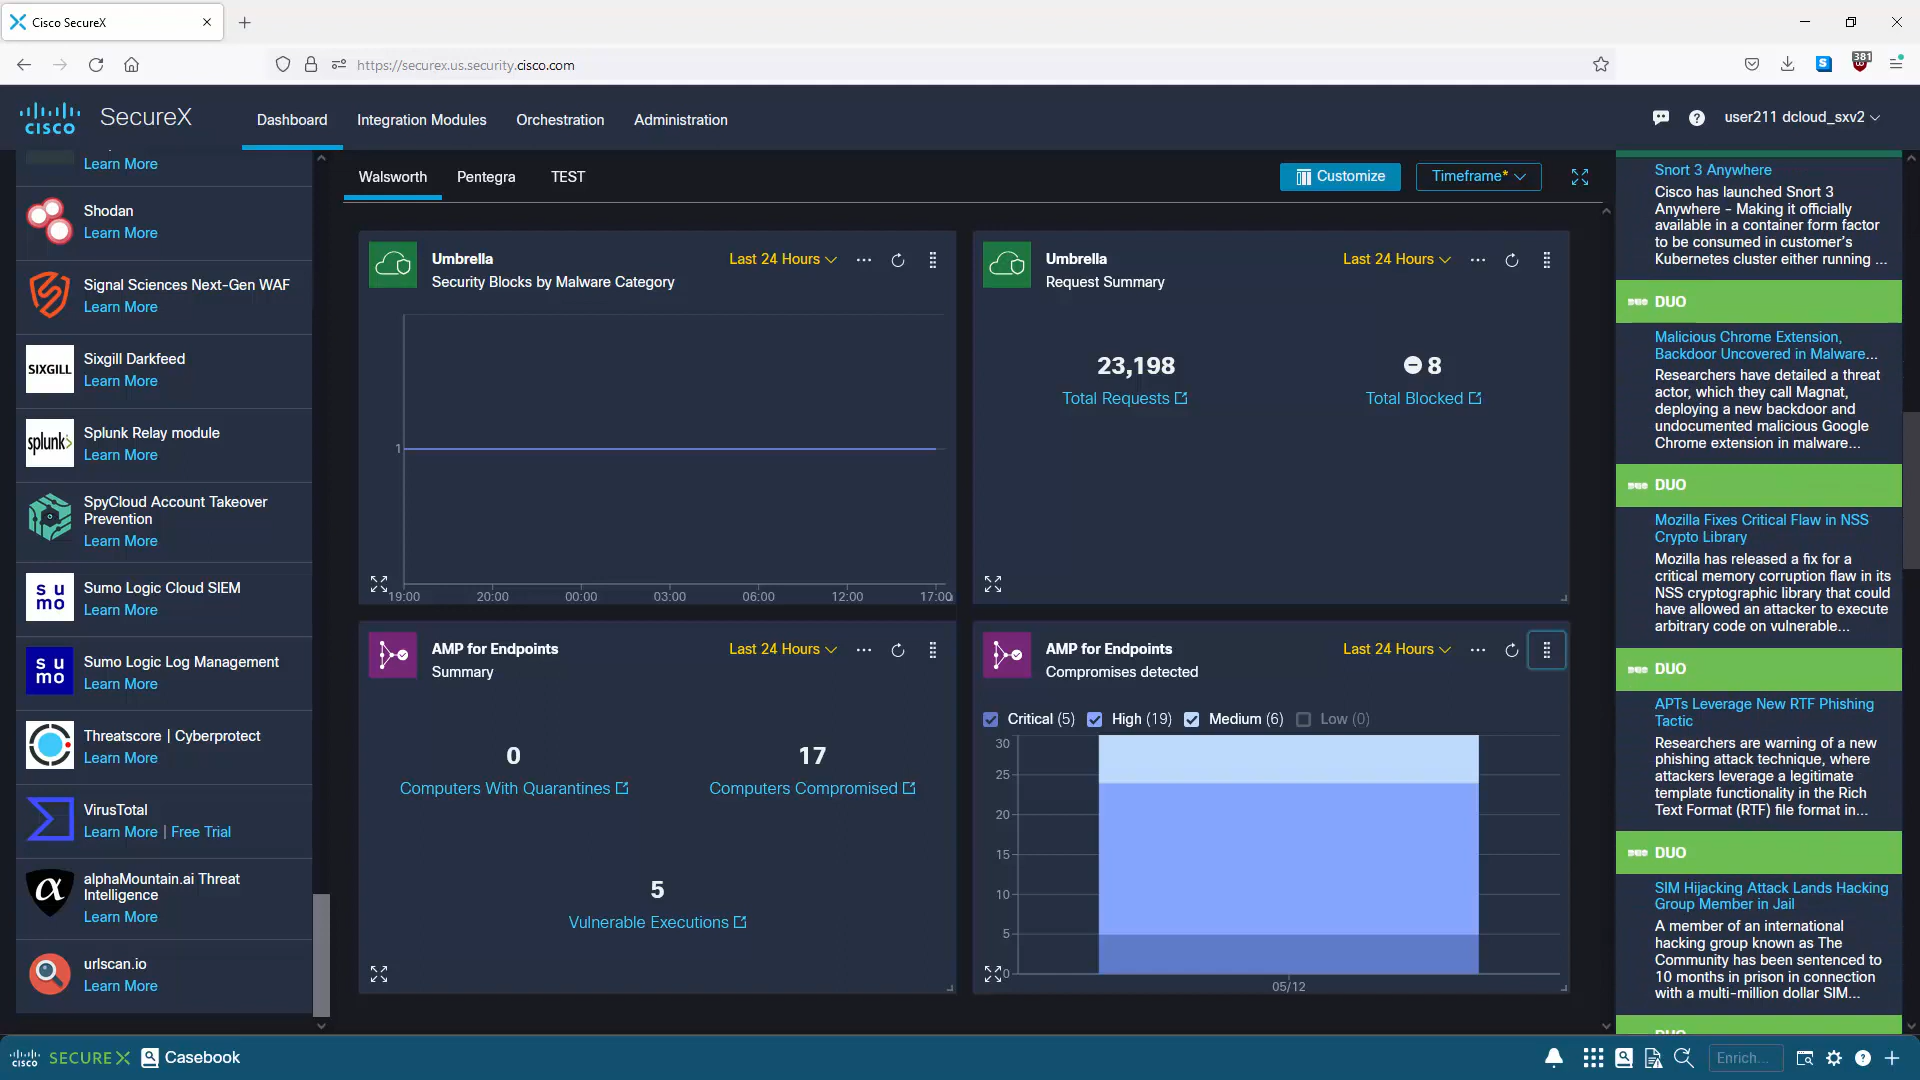 Cisco SecureX
https://securex.us.security.cisco.com
381
CISCO
SecureX
Dashboard
Integration Modules
Orchestration
Administration
user211 dcloud_sxv2
Learn More
Shodan
Learn More
Signal Sciences Next-Gen WAF
Learn More
SIXGILL
Sixgill Darkfeed
Learn More
splunk>
Splunk Relay module
Learn More
SpyCloud Account Takeover
Prevention
Learn More
su
mo
Sumo Logic Cloud SIEM
Learn More
su
mo
Sumo Logic Log Management
Learn More
Threatscore | Cyberprotect
Learn More
VirusTotal
Learn More | Free Trial
alphaMountain.ai Threat
Intelligence
Learn More
urlscan.io
Learn More
Walsworth
Pentegra
TEST
Customize
Timeframe*
Umbrella
Security Blocks by Malware Category
Last 24 Hours
1
19:00 20:00 00:00 03:00 06:00 12:00 17:00
Umbrella
Request Summary
Last 24 Hours
23,198
Total Requests
8
Total Blocked
AMP for Endpoints
Summary
Last 24 Hours
0
Computers With Quarantines
17
Computers Compromised
5
Vulnerable Executions
AMP for Endpoints
Compromises detected
Last 24 Hours
Critical (5) High (19) Medium (6) Low (0)
30
25
20
15
10
5
0
05/12
Snort 3 Anywhere
Cisco has launched Snort 3
Anywhere - Making it officially
available in a container form factor
to be consumed in customer's
Kubernetes cluster either running ...
DUO
Malicious Chrome Extension,
Backdoor Uncovered in Malware...
Researchers have detailed a threat
actor, which they call Magnat,
deploying a new backdoor and
undocumented malicious Google
Chrome extension in malware...
DUO
Mozilla Fixes Critical Flaw in NSS
Crypto Library
Mozilla has released a fix for a
critical memory corruption flaw in its
NSS cryptographic library that could
have allowed an attacker to execute
arbitrary code on vulnerable...
DUO
APTs Leverage New RTF Phishing
Tactic
Researchers are warning of a new
phishing attack technique, where
attackers leverage a legitimate
template functionality in the Rich
Text Format (RTF) file format in...
DUO
SIM Hijacking Attack Lands Hacking
Group Member in Jail
A member of an international
hacking group known as The
Community has been sentenced to
10 months in prison in connection
with a multi-million dollar SIM...
DUO
CISCO
SECURE X
Casebook
Enrich...